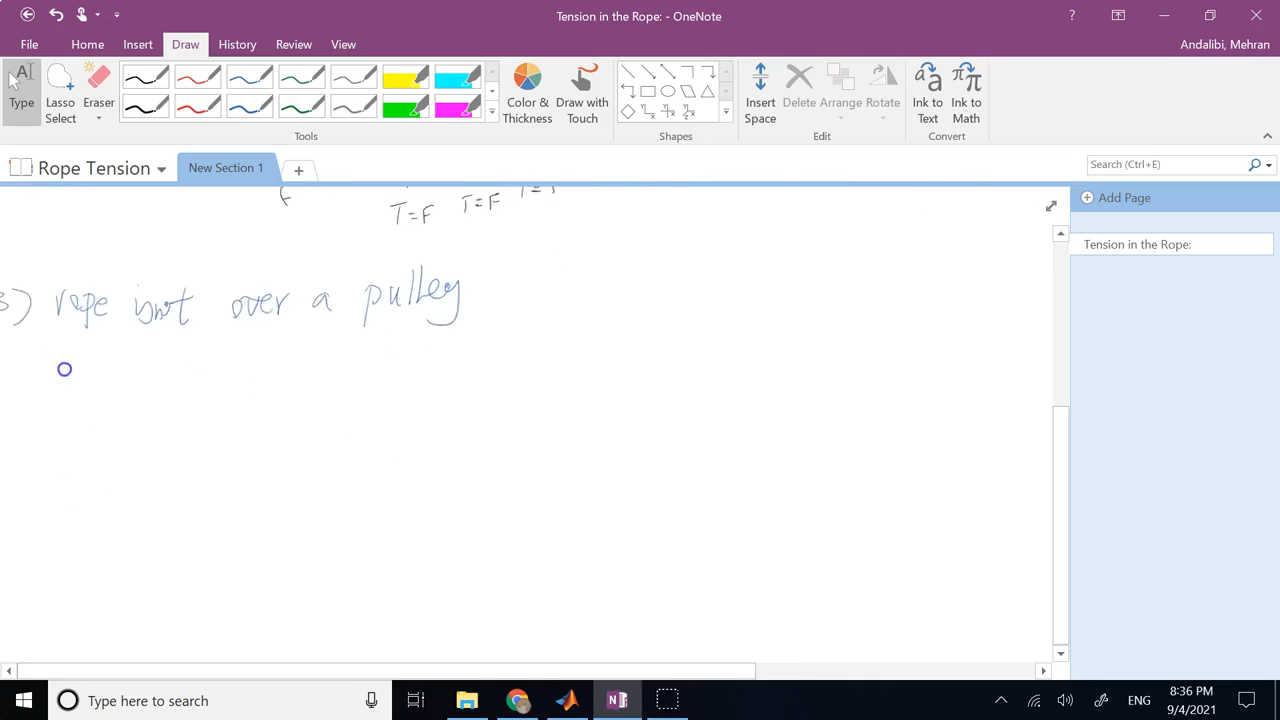 Tension in the Rope: - OneNote
?
File Home Insert Draw History Review View
Andalibi, Mehran
Type
Lasso Select
Eraser
Color & Thickness
Draw with Touch
Insert Space
Delete
Arrange
Rotate
Ink to Text
Ink to Math
Tools Shapes Edit Convert
Rope Tension
New Section 1
+
Search (Ctrl+E)
Add Page
Tension in the Rope:
T=F T=F
3) rope isn't over a pulley
Type here to search
ENG
8:36 PM
9/4/2021